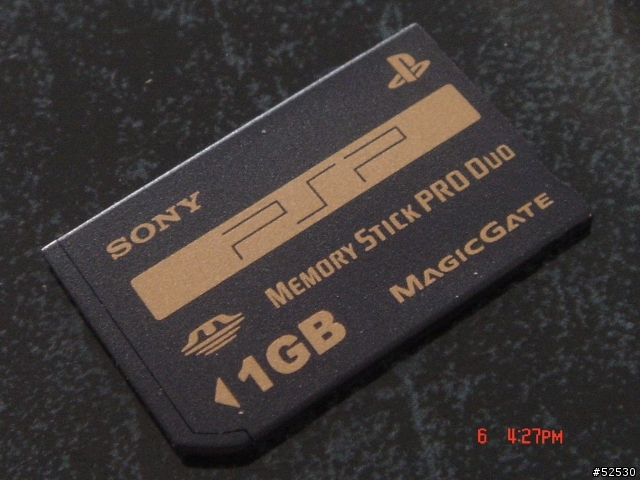 SONY
PSP
MEMORY STICK PRO DUO
MAGICGATE
1GB
6 4:27PM
#52530